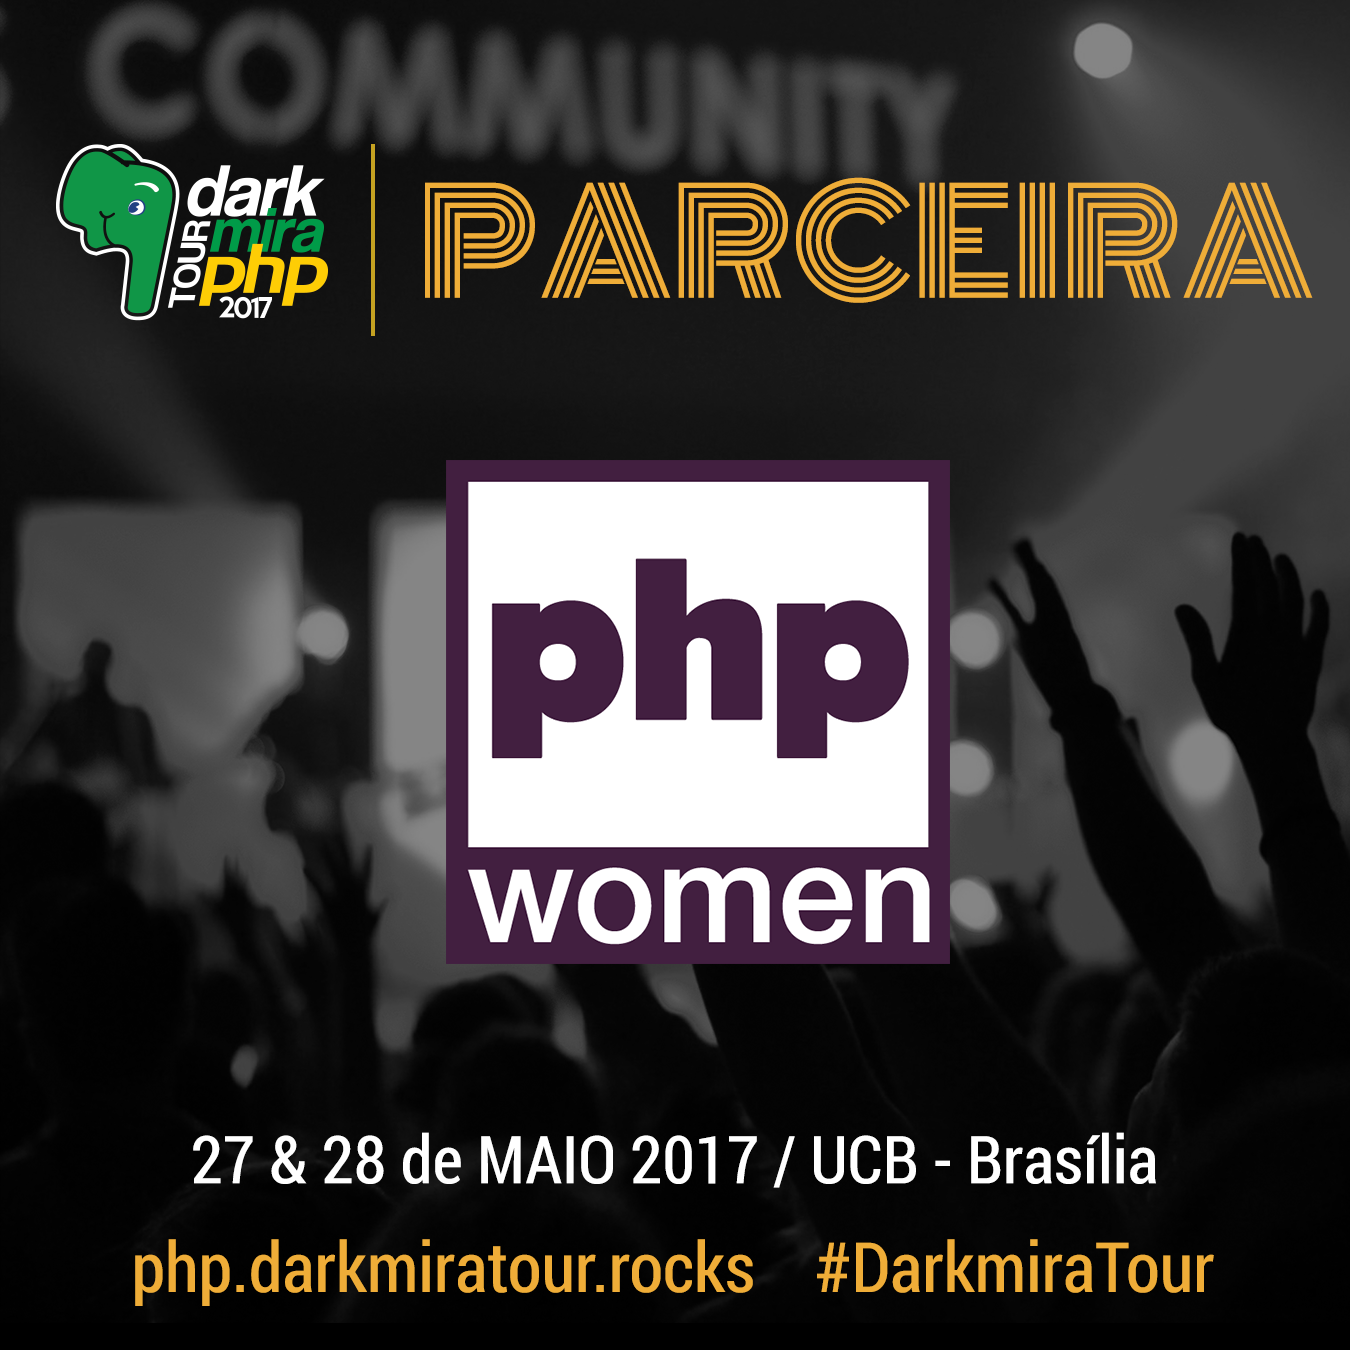 COMMUNITY
TOUR
dark
mira
php
2017
PARCEIRA
php
women
27 & 28 de MAIO 2017 / UCB - Brasília
php.darkmiratour.rocks #DarkmiraTour